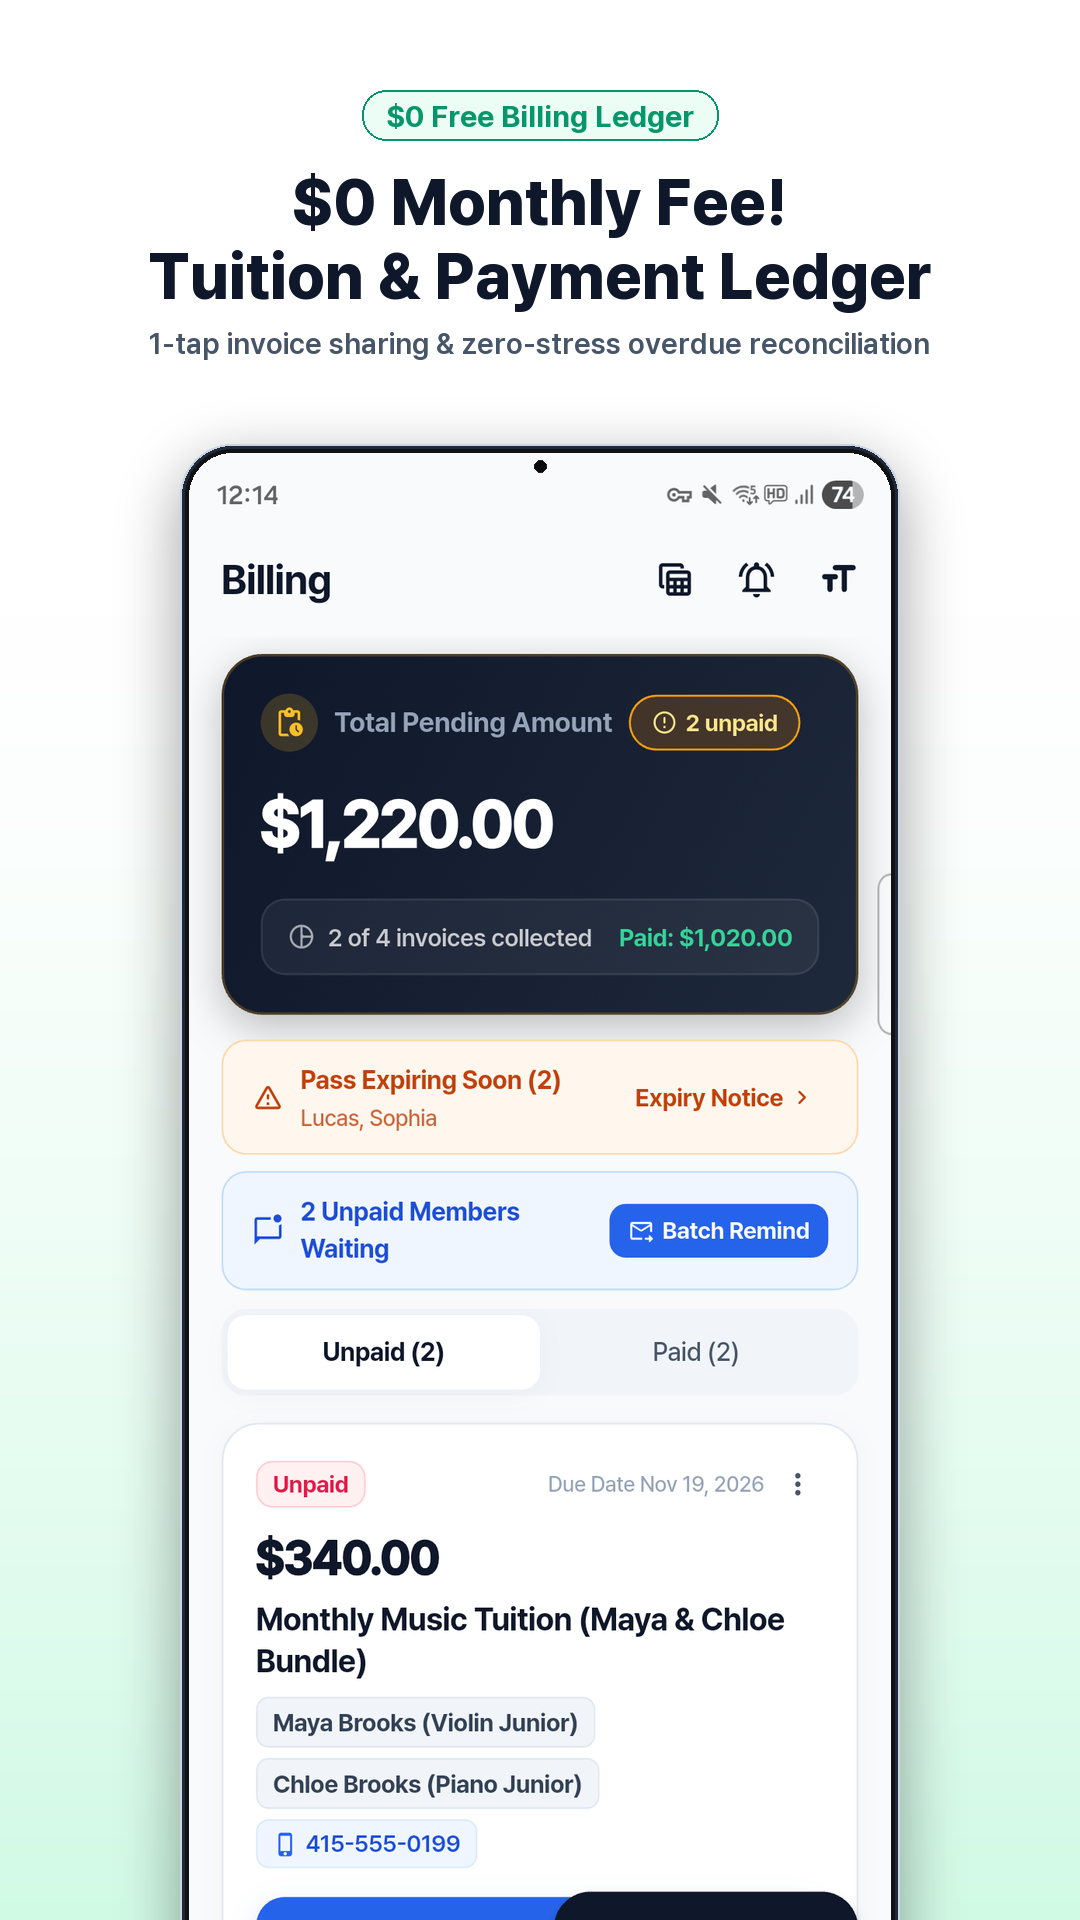 $0 Free Billing Ledger
$0 Monthly Fee!
Tuition & Payment Ledger
1-tap invoice sharing & zero-stress overdue reconciliation
12:14
5
HD
74
Billing
Total Pending Amount
2 unpaid
$1,220.00
2 of 4 invoices collected
Paid: $1,020.00
Pass Expiring Soon (2)
Lucas, Sophia
Expiry Notice
2 Unpaid Members
Waiting
Batch Remind
Unpaid (2)
Paid (2)
Unpaid
Due Date Nov 19, 2026
$340.00
Monthly Music Tuition (Maya & Chloe
Bundle)
Maya Brooks (Violin Junior)
Chloe Brooks (Piano Junior)
415-555-0199